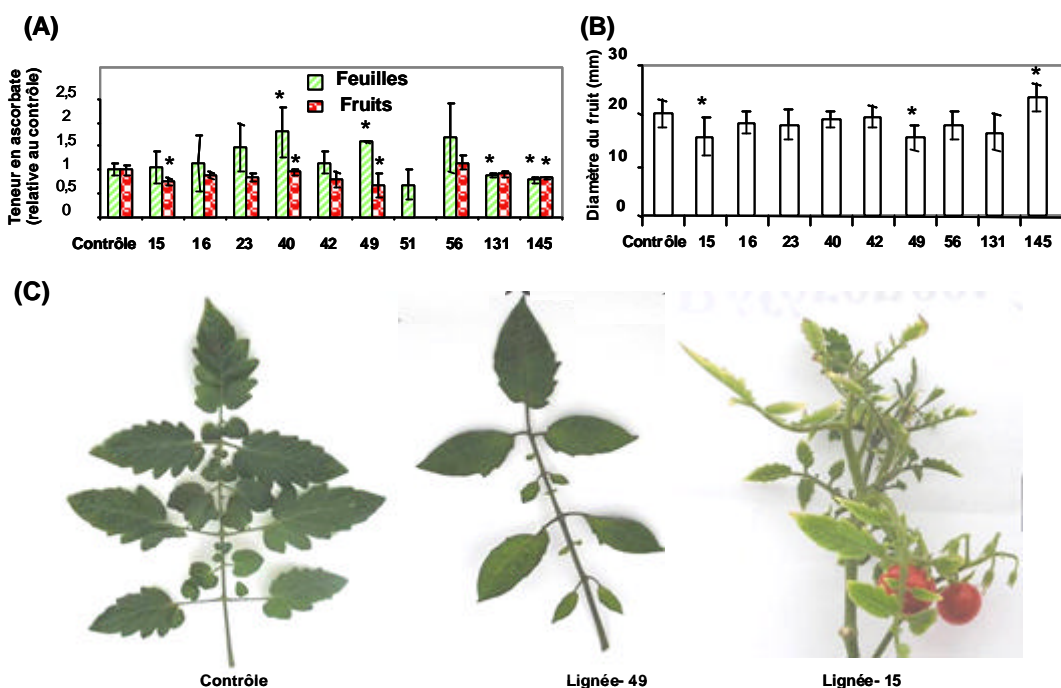 (A)
Teneur en ascorbate
(relative au contrôle)
2,5
2
1,5
1
0,5
0
Feuilles
Fruits
* * * * * * * *
Contrôle 15 16 23 40 42 49 51 56 131 145
(B)
Diamètre du fruit (mm)
30
20
10
0
* * *
Contrôle 15 16 23 40 42 49 56 131 145
(C)
Contrôle
Lignée- 49
Lignée- 15